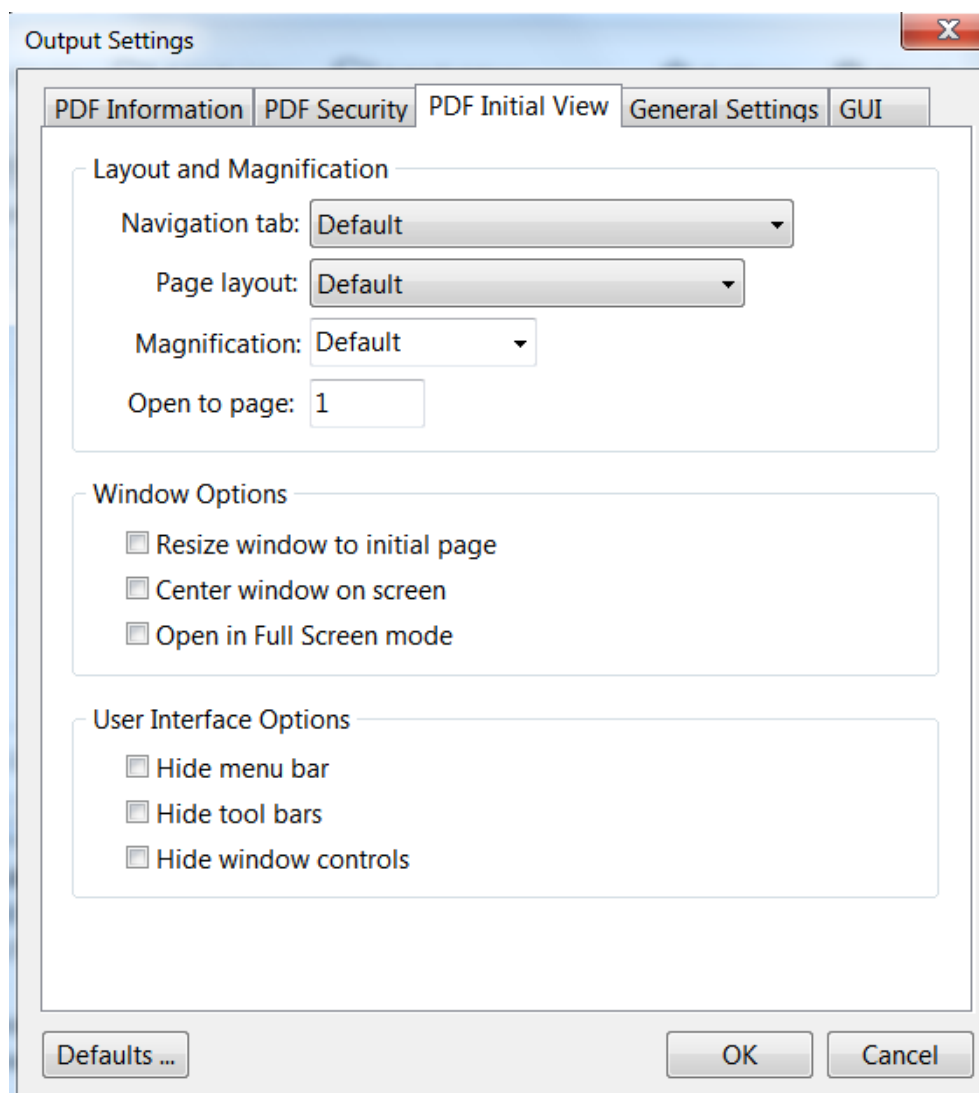 Output Settings
PDF Information PDF Security PDF Initial View General Settings GUI
Layout and Magnification
Navigation tab: Default
Page layout: Default
Magnification: Default
Open to page: 1
Window Options
Resize window to initial page
Center window on screen
Open in Full Screen mode
User Interface Options
Hide menu bar
Hide tool bars
Hide window controls
Defaults ... OK Cancel